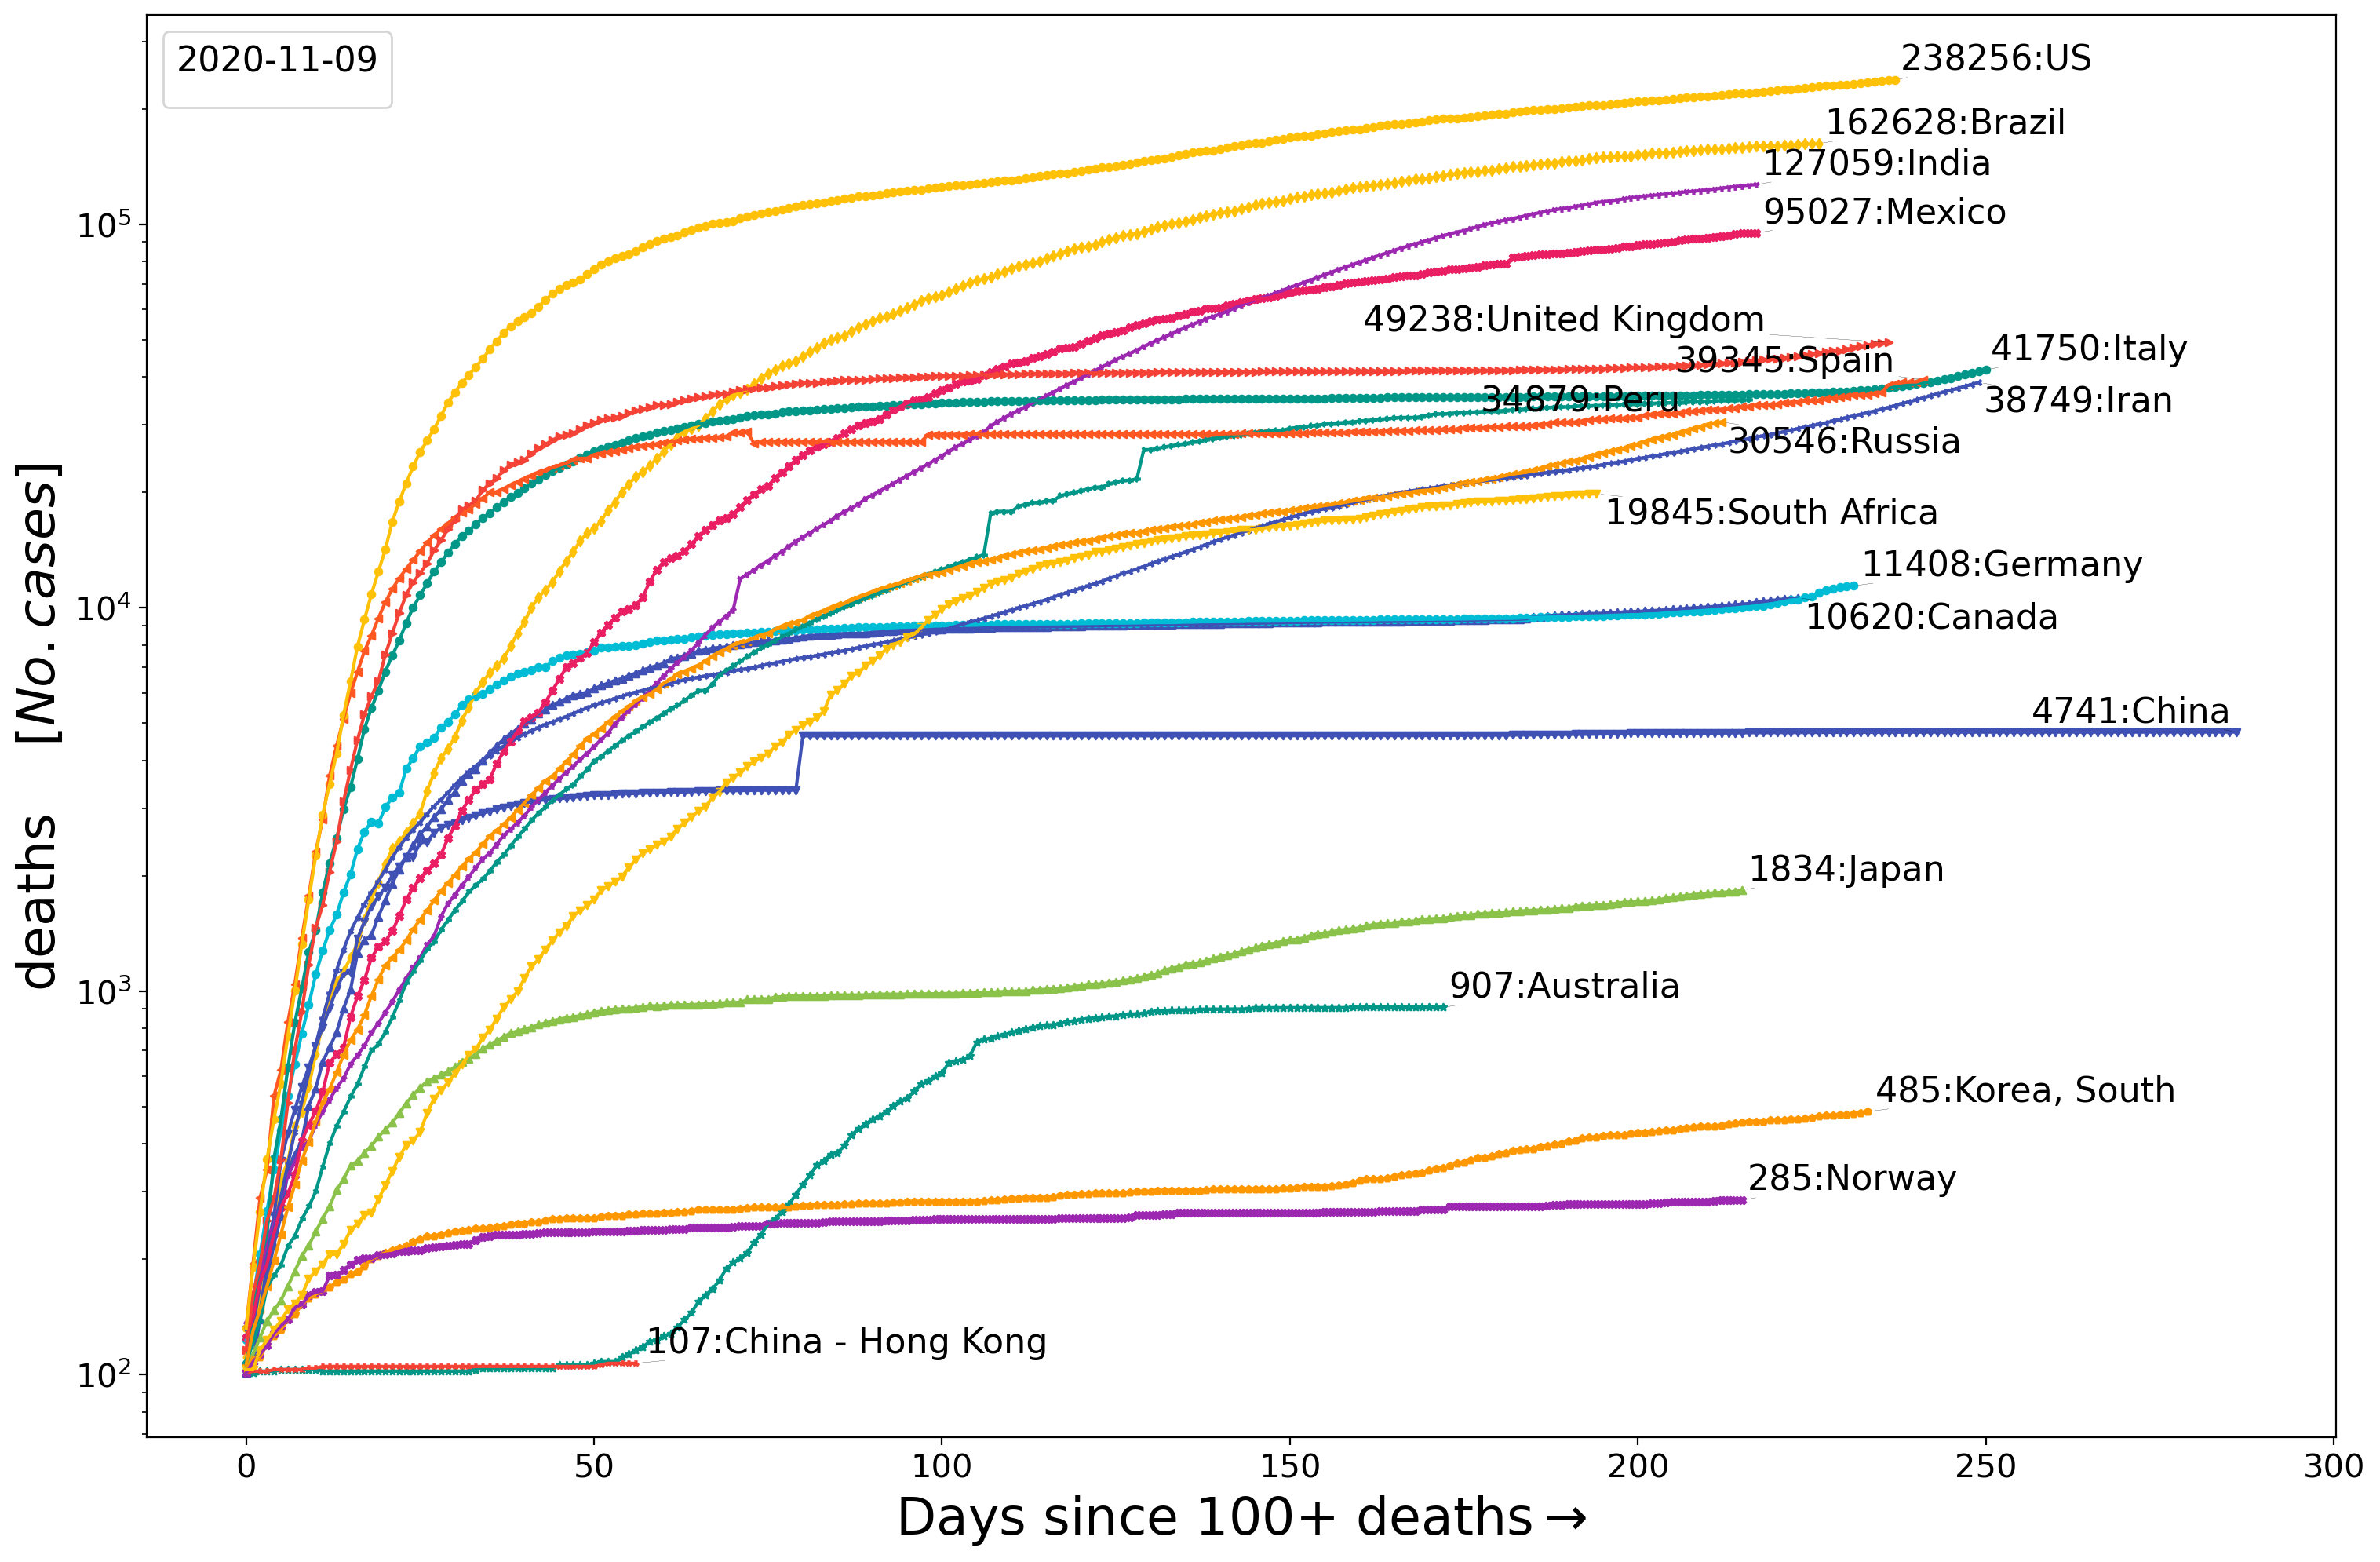 2020-11-09
238256:US
162628:Brazil
127059:India
95027:Mexico
49238:United Kingdom
41750:Italy
39345:Spain
38749:Iran
34879:Peru
30546:Russia
19845:South Africa
11408:Germany
10620:Canada
4741:China
1834:Japan
907:Australia
485:Korea, South
285:Norway
107:China - Hong Kong
10⁵
10⁴
10³
10²
deaths [No. cases]
0 50 100 150 200 250 300
Days since 100+ deaths→